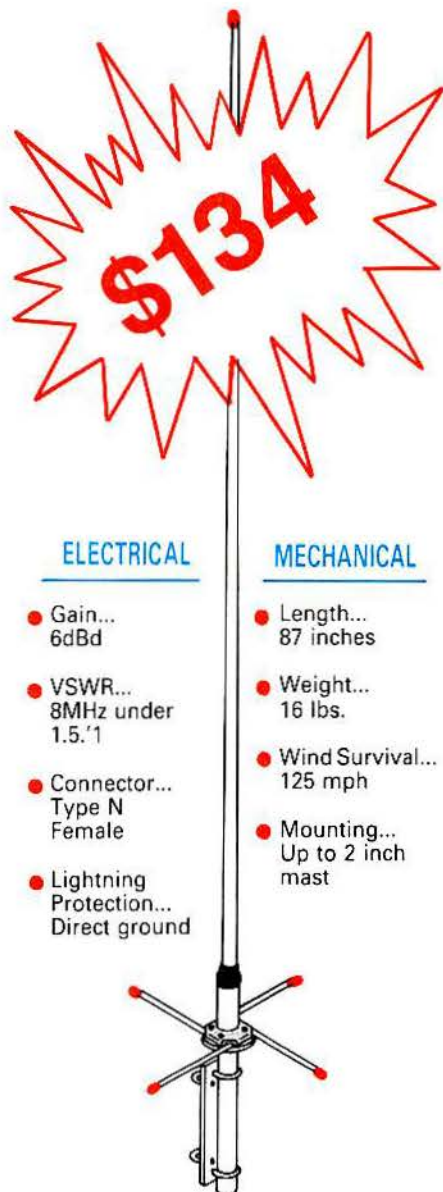 $134
ELECTRICAL
Gain...
6dBd
VSWR...
8MHz under
1.5.'1
Connector...
Type N
Female
Lightning
Protection...
Direct ground
MECHANICAL
Length...
87 inches
Weight...
16 lbs.
Wind Survival...
125 mph
Mounting...
Up to 2 inch
mast